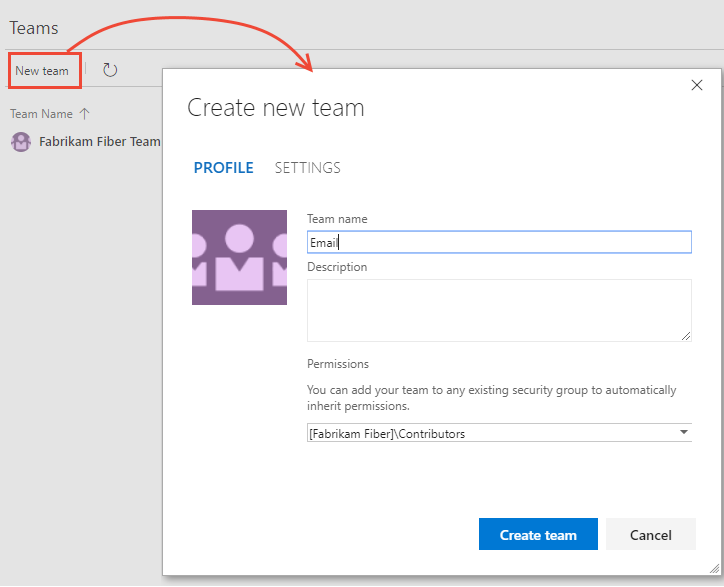 Teams
New team
Team Name
Fabrikam Fiber Team
Create new team
PROFILE SETTINGS
Team name
Email
Description
Permissions
You can add your team to any existing security group to automatically
inherit permissions.
[Fabrikam Fiber]\Contributors
Create team Cancel